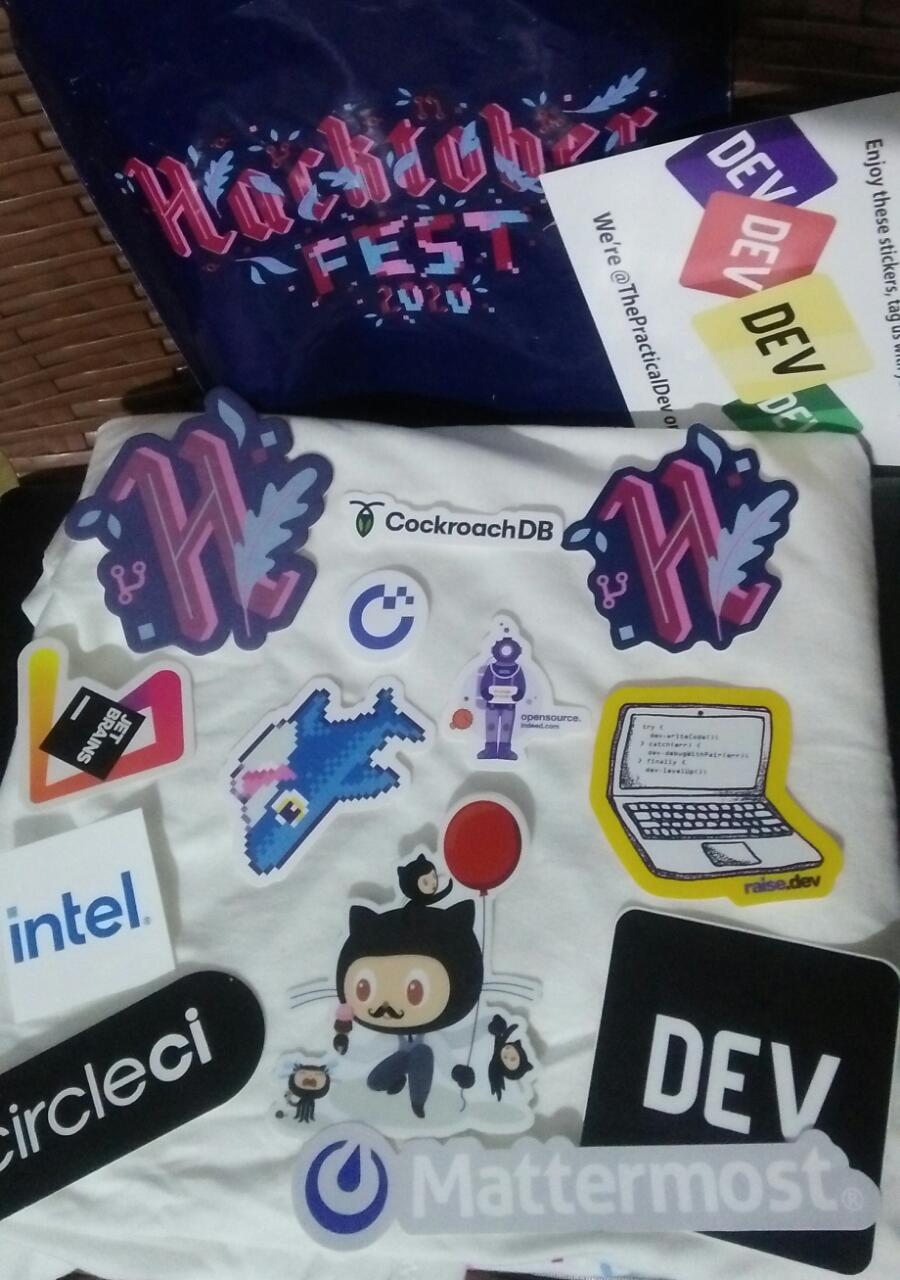 Hacktober
FEST
2020
DEV
DEV
DEV
DEV
Enjoy these stickers, tag us
We're @ThePracticalDev
H
CockroachDB
H
JET
BRAINS
opensource.
indeed.com
try {
dev.writeCode()
} catch(err) {
dev.debugWithPair(err);
} finally {
dev.levelUp()
raise.dev
intel.
circleci
DEV
Mattermost®